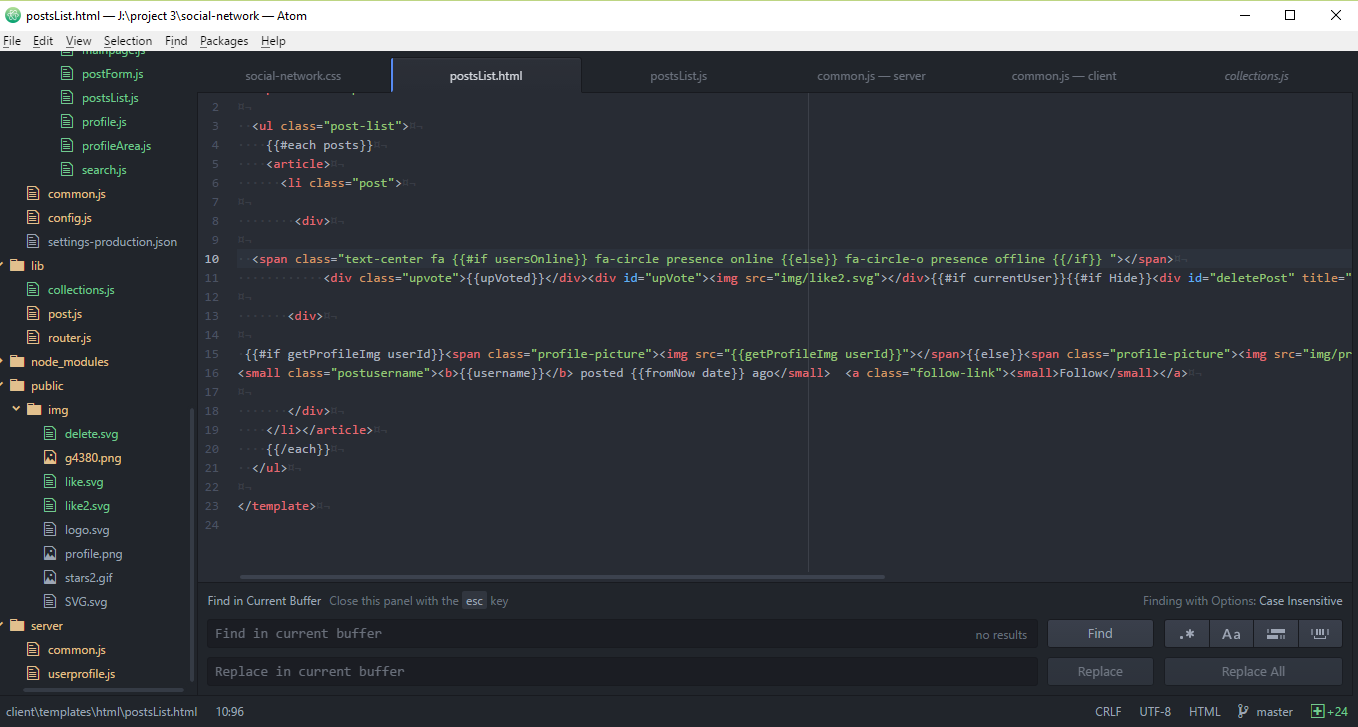 postsList.html — J:\project 3\social-network — Atom
File Edit View Selection Find Packages Help
mainpage.js
postForm.js
postsList.js
profile.js
profileArea.js
search.js
common.js
config.js
settings-production.json
lib
collections.js
post.js
router.js
node_modules
public
img
delete.svg
g4380.png
like.svg
like2.svg
logo.svg
profile.png
stars2.gif
SVG.svg
server
common.js
userprofile.js
social-network.css postsList.html postsList.js common.js — server common.js — client collections.js
2
3 <ul class="post-list">
4 {{#each posts}}
5 <article>
6 <li class="post">
7
8 <div>
9
10 <span class="text-center fa {{#if usersOnline}} fa-circle presence online {{else}} fa-circle-o presence offline {{/if}} "></span>
11 <div class="upvote">{{upVoted}}</div><div id="upVote"><img src="img/like2.svg"></div>{{#if currentUser}}{{#if Hide}}<div id="deletePost" title="
12
13 <div>
14
15 {{#if getProfileImg userId}}<span class="profile-picture"><img src="{{getProfileImg userId}}"></span>{{else}}<span class="profile-picture"><img src="img/pr
16 <small class="postusername"><b>{{username}}</b> posted {{fromNow date}} ago</small> <a class="follow-link"><small>Follow</small></a>
17
18 </div>
19 </li></article>
20 {{/each}}
21 </ul>
22
23 </template>
24
Find in Current Buffer Close this panel with the esc key Finding with Options: Case Insensitive
Find in current buffer no results Find .* Aa
Replace in current buffer Replace Replace All
client\templates\html\postsList.html 10:96 CRLF UTF-8 HTML master +24